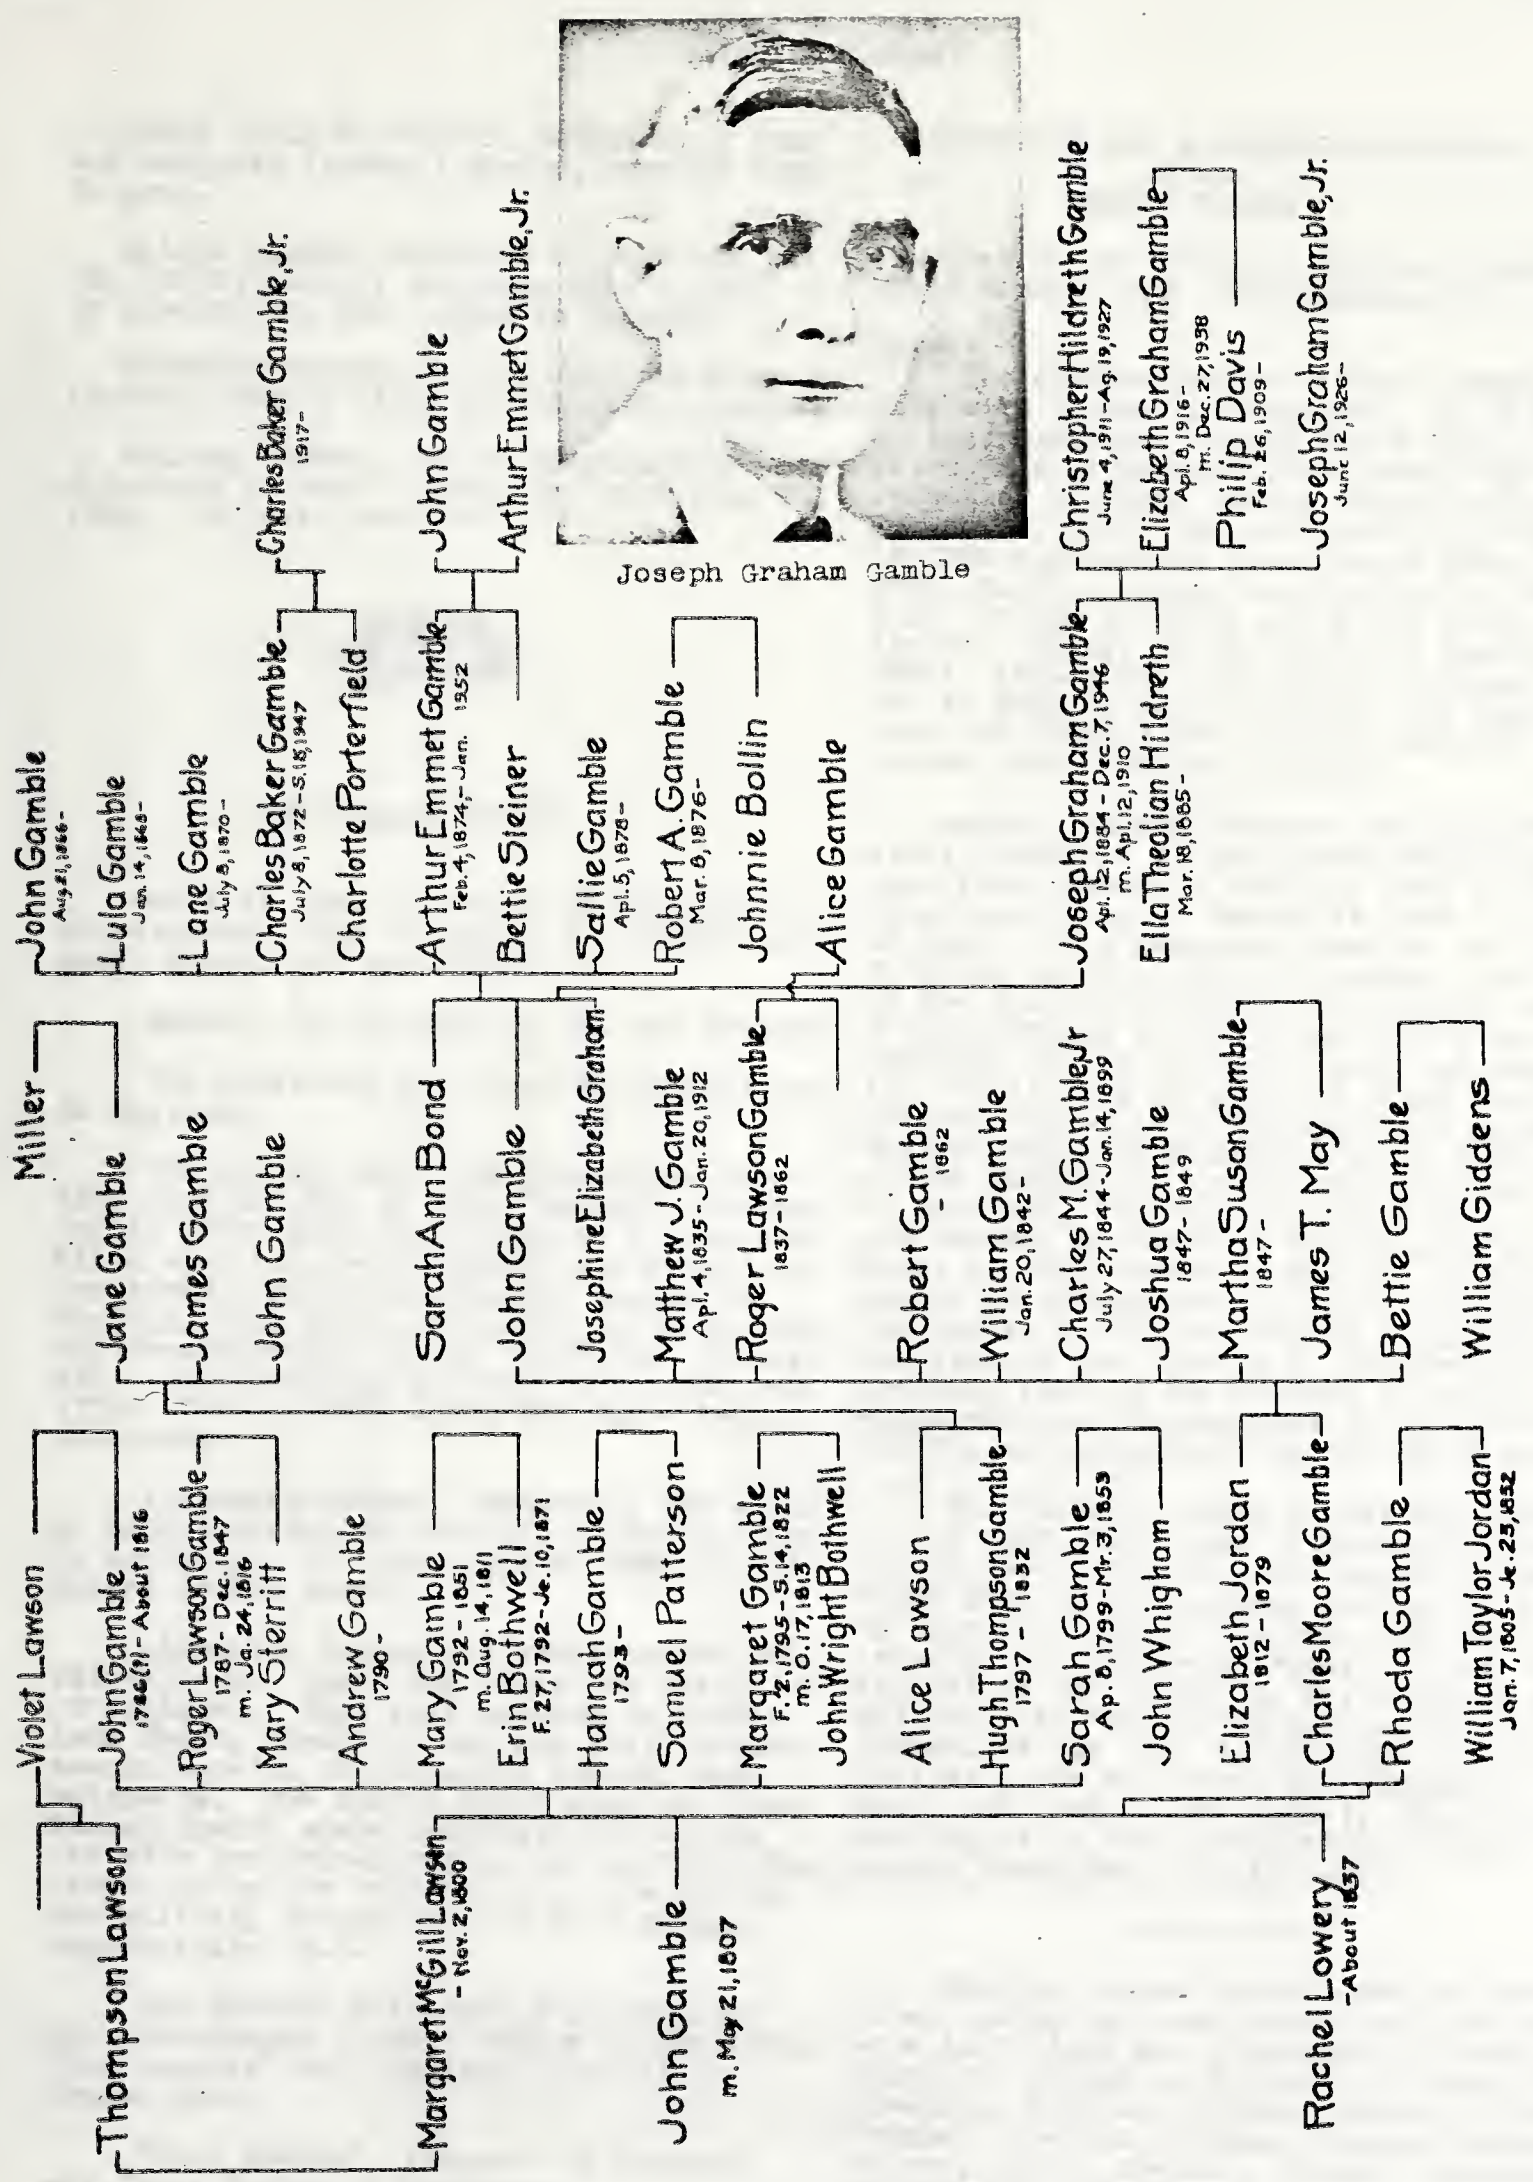 Thompson Lawson
Margaret McGill Lawson
- Nov. 2, 1800
John Gamble
m. May 21, 1807
Rachel Lowery
- About 1837
Violet Lawson
John Gamble
1786(?) - About 1816
Roger Lawson Gamble
1787 - Dec. 1847
m. Ja. 24, 1816
Mary Sterritt
Andrew Gamble
1790 -
Mary Gamble
1792 - 1851
m. Aug. 14, 1811
Erin Bothwell
F. 27, 1792 - Je. 10, 1871
Hannah Gamble
1793 -
Samuel Patterson
Margaret Gamble
F. 2, 1795 - S. 14, 1822
m. O. 17, 1813
John Wright Bothwell
Alice Lawson
Hugh Thompson Gamble
1797 - 1832
Sarah Gamble
Ap. 8, 1799 - Mr. 3, 1853
John Whigham
Elizabeth Jordan
1812 - 1879
Charles Moore Gamble
Rhoda Gamble
William Taylor Jordan
Jan. 7, 1805 - Je. 23, 1852
Miller
Jane Gamble
James Gamble
John Gamble
Sarah Ann Bond
John Gamble
Josephine Elizabeth Graham
Matthew J. Gamble
Apl. 4, 1835 - Jan. 20, 1912
Roger Lawson Gamble
1837 - 1862
Robert Gamble
- 1862
William Gamble
Jan. 20, 1842 -
Charles M. Gamble, Jr
July 27, 1844 - Jan. 14, 1899
Joshua Gamble
1847 - 1849
Martha Susan Gamble
1847 -
James T. May
Bettie Gamble
William Giddens
John Gamble
Aug 21, 1866 -
Lula Gamble
Jan. 14, 1868 -
Lane Gamble
July 8, 1870 -
Charles Baker Gamble
July 8, 1872 - S. 15, 1947
Charlotte Porterfield
Arthur Emmet Gamble
Feb. 4, 1874, - Jan. 1952
Bettie Steiner
Sallie Gamble
Apl. 5, 1878 -
Robert A. Gamble
Mar. 8, 1876 -
Johnnie Bollin
Alice Gamble
Joseph Graham Gamble
Apl. 12, 1884 - Dec. 7, 1946
m. Apl. 12, 1910
Ella Theolian Hildreth
Mar. 18, 1885 -
Charles Baker Gamble, Jr.
1917 -
John Gamble
Arthur Emmet Gamble, Jr.
Joseph Graham Gamble
Christopher Hildreth Gamble
June 4, 1911 - Ag. 19, 1927
Elizabeth Graham Gamble
Apl. 8, 1916 -
m. Dec. 27, 1938
Philip Davis
Feb. 26, 1909 -
Joseph Graham Gamble, Jr.
June 12, 1926 -